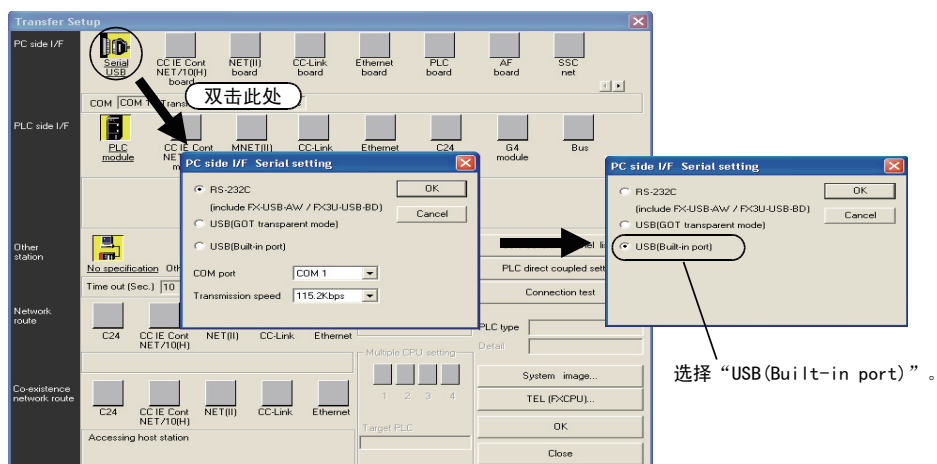 Transfer Setup
PC side I/F
Serial
USB
CC IE Cont
NET/10(H)
board
NET(II)
board
CC-Link
board
Ethernet
board
PLC
board
AF
board
SSC
net
双击此处
COM COM 1 Trans
PLC side I/F
PLC
module
CC IE Cont
NE
m
MNET(II)
CC-Link
Ethernet
C24
G4
module
Bus
PC side I/F Serial setting
RS-232C
(include FX-USB-AW / FX3U-USB-BD)
USB(GOT transparent mode)
USB(Built-in port)
COM port
COM 1
Transmission speed
115.2Kbps
OK
Cancel
PC side I/F Serial setting
RS-232C
(include FX-USB-AW / FX3U-USB-BD)
USB(GOT transparent mode)
USB(Built-in port)
OK
Cancel
选择“USB(Built-in port)”。
Other
station
No specification
Oth
Time out (Sec.)
10
PLC direct coupled sett
Connection test
PLC type
Detail
Network
route
C24
CC IE Cont
NET/10(H)
NET(II)
CC-Link
Ethernet
Multiple CPU setting
1 2 3 4
Target PLC
System image...
TEL (FXCPU)...
OK
Close
Co-existence
network route
C24
CC IE Cont
NET/10(H)
NET(II)
CC-Link
Ethernet
Accessing host station